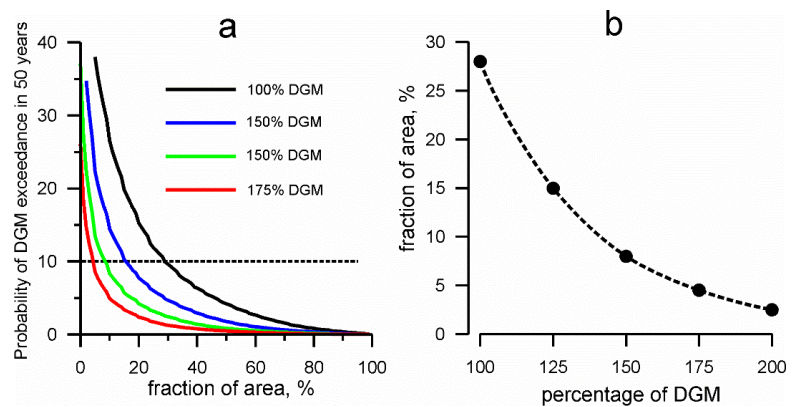 a
Probability of DGM exceedance in 50 years
40
30
20
10
0
100% DGM
150% DGM
150% DGM
175% DGM
0 20 40 60 80 100
fraction of area, %
b
fraction of area, %
30
25
20
15
10
5
0
100 125 150 175 200
percentage of DGM